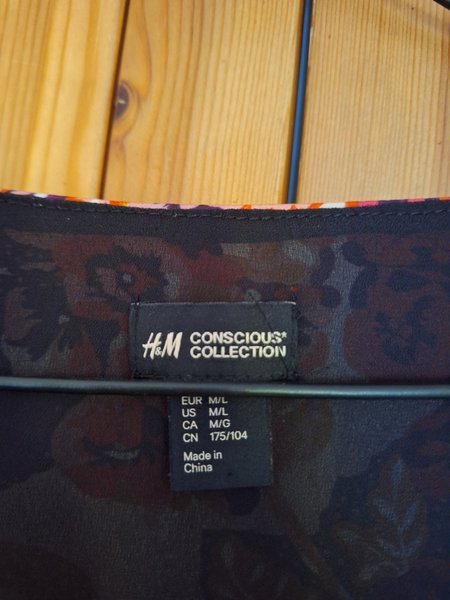 H&M CONSCIOUS*
COLLECTION
EUR M/L
US M/L
CA M/G
CN 175/104
Made in
China